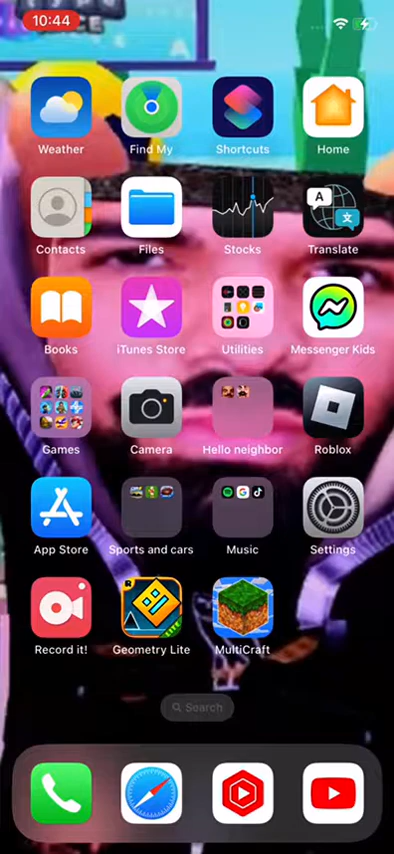 10:44
Weather
Find My
Shortcuts
Home
Contacts
Files
Stocks
Translate
Books
iTunes Store
Utilities
Messenger Kids
Games
Camera
Hello neighbor
Roblox
App Store
Sports and cars
Music
Settings
Record it!
Geometry Lite
MultiCraft
Search